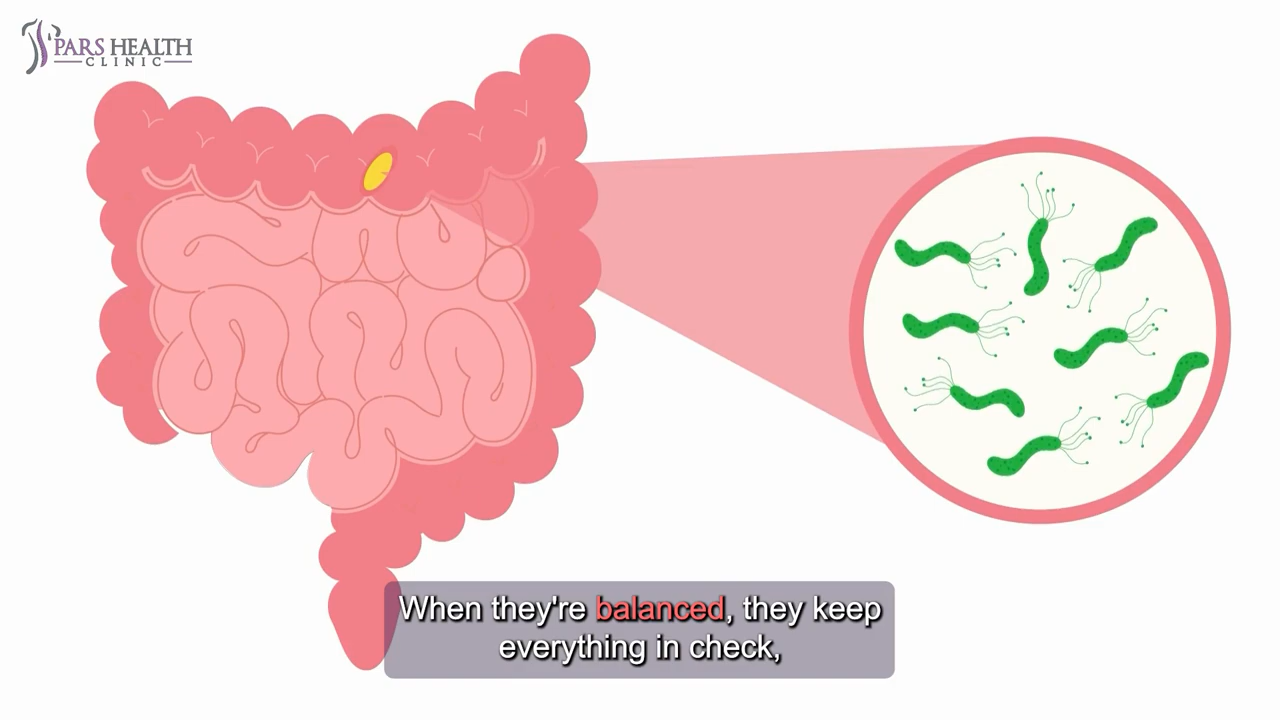 PARS HEALTH
CLINIC
When they're balanced, they keep
everything in check,